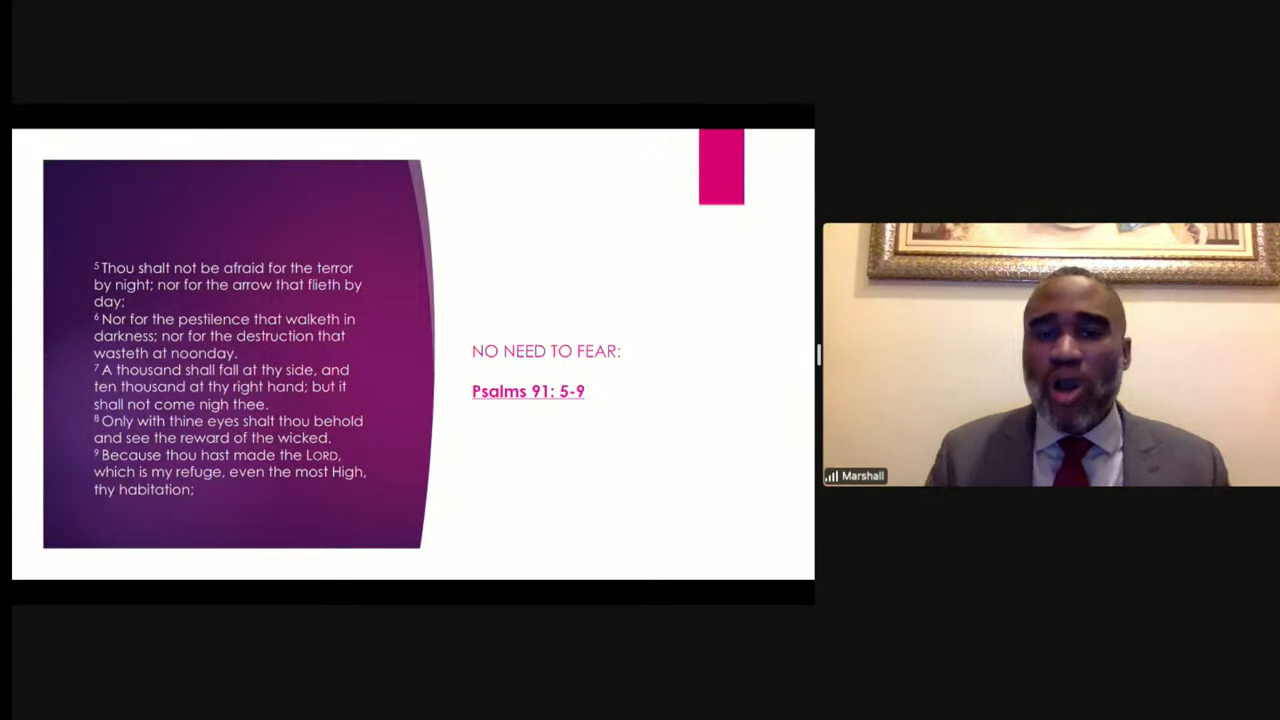 ⁵ Thou shalt not be afraid for the terror
by night; nor for the arrow that flieth by
day;
⁶ Nor for the pestilence that walketh in
darkness; nor for the destruction that
wasteth at noonday.
⁷ A thousand shall fall at thy side, and
ten thousand at thy right hand; but it
shall not come nigh thee.
⁸ Only with thine eyes shalt thou behold
and see the reward of the wicked.
⁹ Because thou hast made the LORD,
which is my refuge, even the most High,
thy habitation;
NO NEED TO FEAR:
Psalms 91: 5-9
Marshall